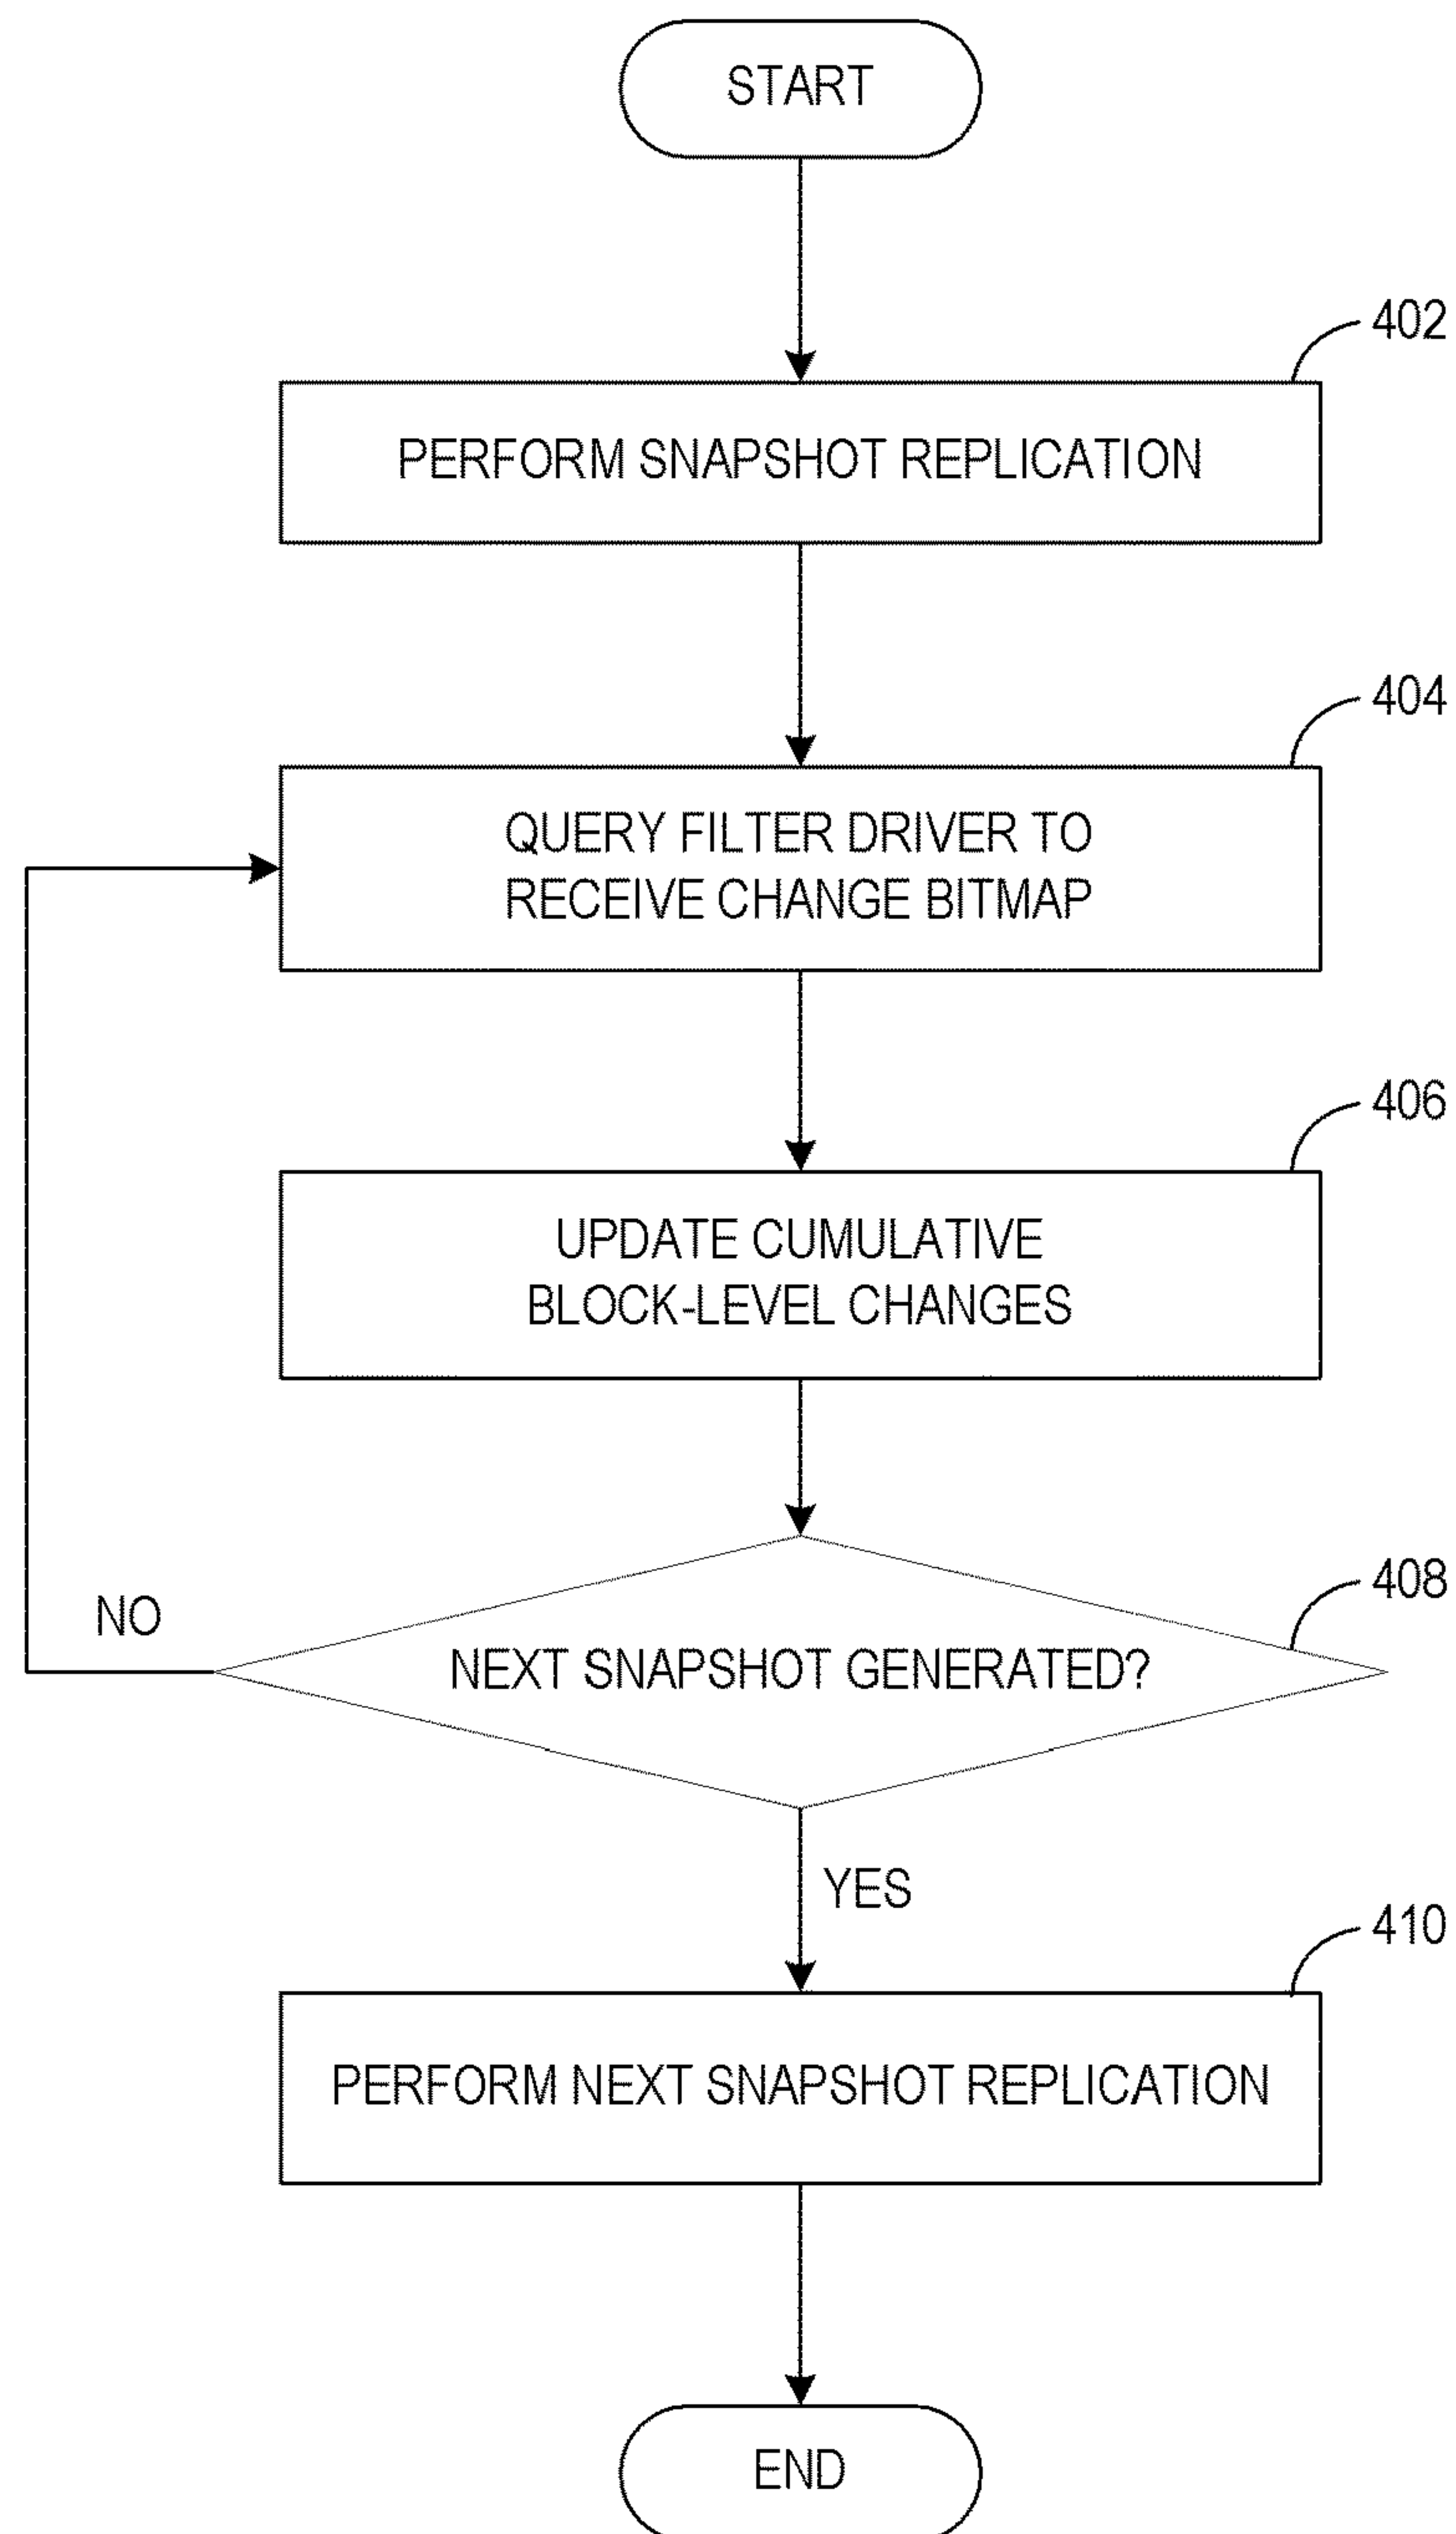 START
402
PERFORM SNAPSHOT REPLICATION
404
QUERY FILTER DRIVER TO
RECEIVE CHANGE BITMAP
406
UPDATE CUMULATIVE
BLOCK-LEVEL CHANGES
408
NO
NEXT SNAPSHOT GENERATED?
YES
410
PERFORM NEXT SNAPSHOT REPLICATION
END